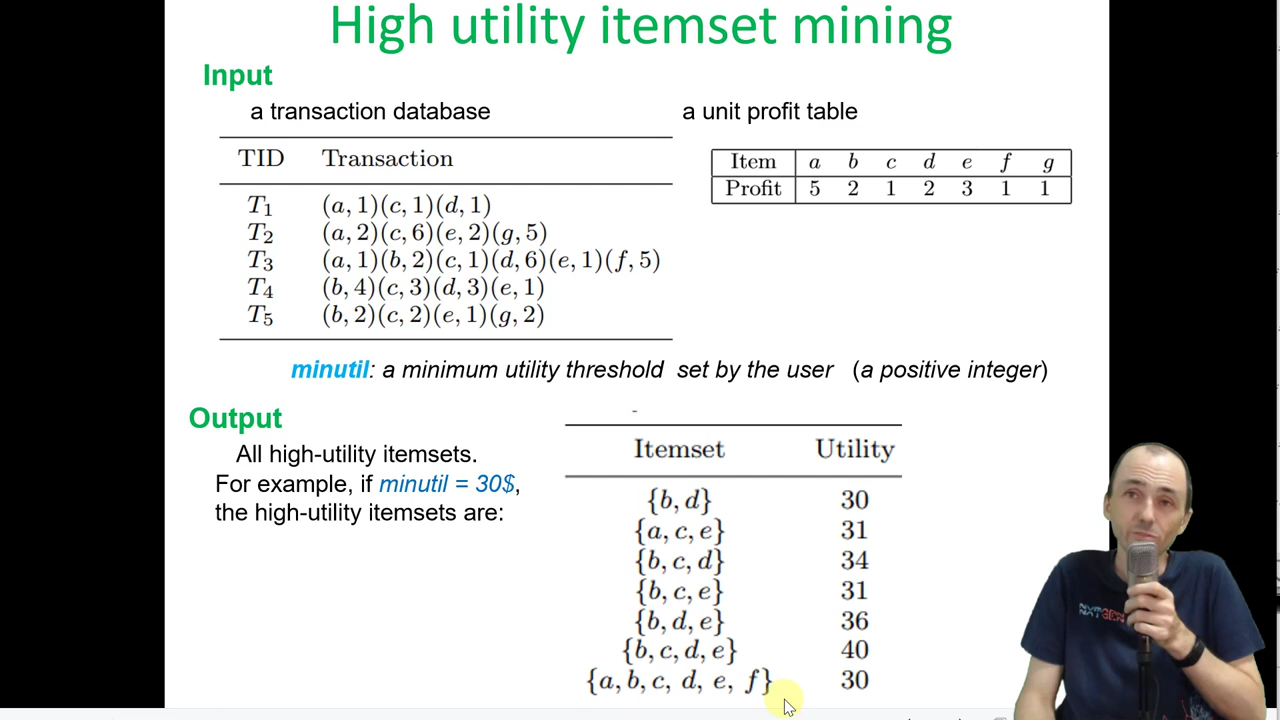 High utility itemset mining
Input
a transaction database
TID Transaction
T1 (a, 1)(c, 1)(d, 1)
T2 (a, 2)(c, 6)(e, 2)(g, 5)
T3 (a, 1)(b, 2)(c, 1)(d, 6)(e, 1)(f, 5)
T4 (b, 4)(c, 3)(d, 3)(e, 1)
T5 (b, 2)(c, 2)(e, 1)(g, 2)
a unit profit table
Item a b c d e f g
Profit 5 2 1 2 3 1 1
minutil: a minimum utility threshold set by the user (a positive integer)
Output
All high-utility itemsets.
For example, if minutil = 30$,
the high-utility itemsets are:
Itemset Utility
{b, d} 30
{a, c, e} 31
{b, c, d} 34
{b, c, e} 31
{b, d, e} 36
{b, c, d, e} 40
{a, b, c, d, e, f} 30